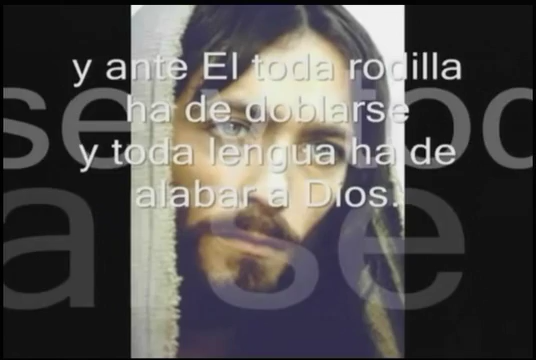 y ante El toda rodilla
ha de doblarse
y toda lengua ha de
alabar a Dios.